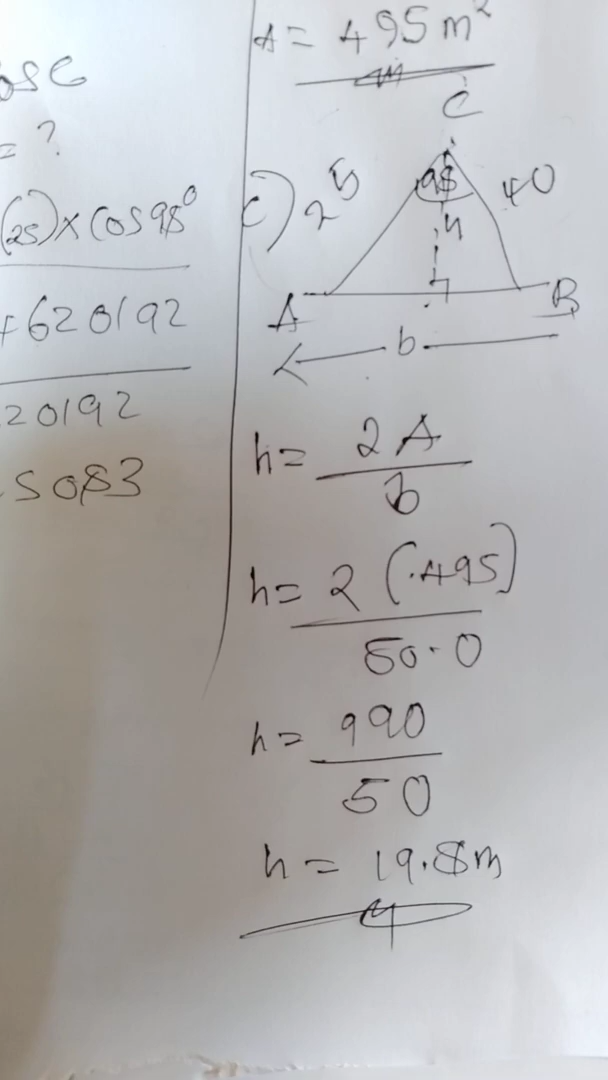 osC
= ?
(25) x Cos 98°
+620192
20192
.5083
A = 495 m²
C
c) 25 98 40
h
A B
b
h = 2A
b
h = 2 (.495)
50.0
h = 990
50
h = 19.8m